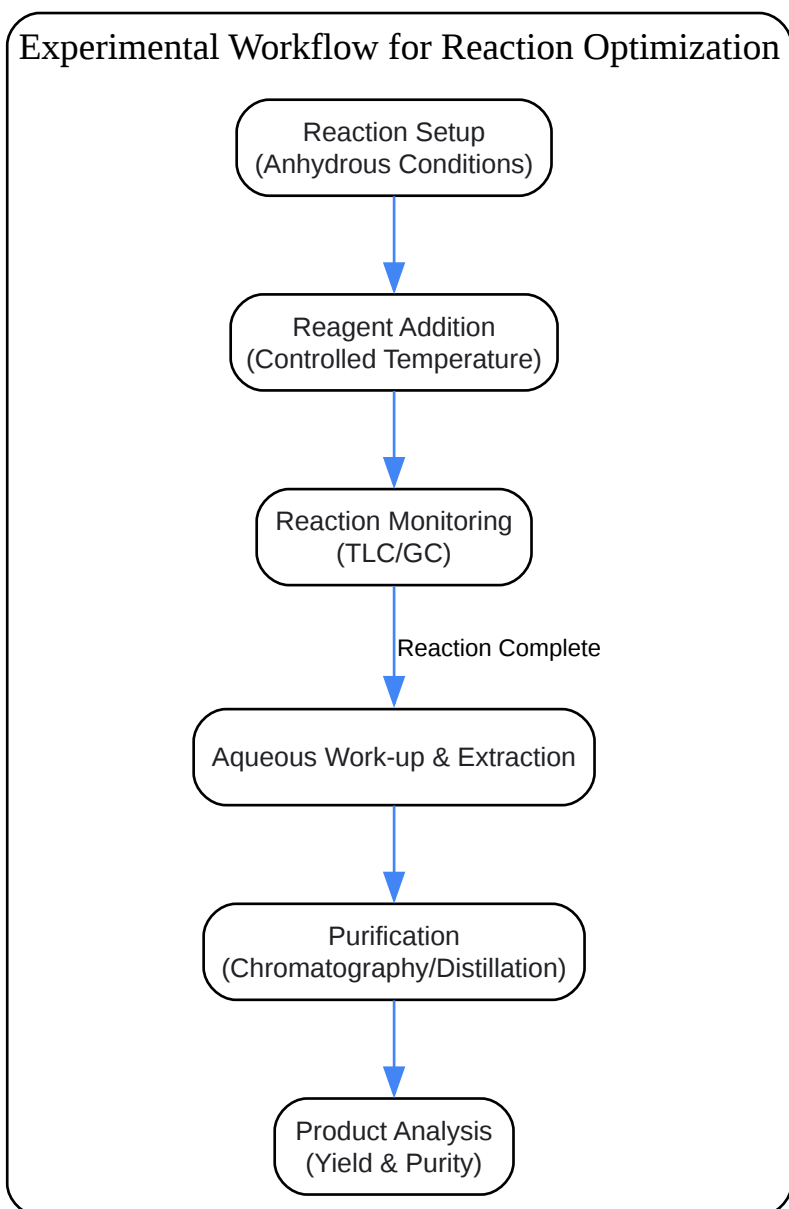 Experimental Workflow for Reaction Optimization
Reaction Setup
(Anhydrous Conditions)
Reagent Addition
(Controlled Temperature)
Reaction Monitoring
(TLC/GC)
Reaction Complete
Aqueous Work-up & Extraction
Purification
(Chromatography/Distillation)
Product Analysis
(Yield & Purity)